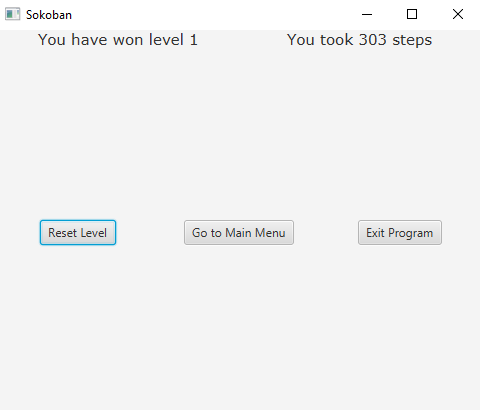 Sokoban
You have won level 1
You took 303 steps
Reset Level
Go to Main Menu
Exit Program